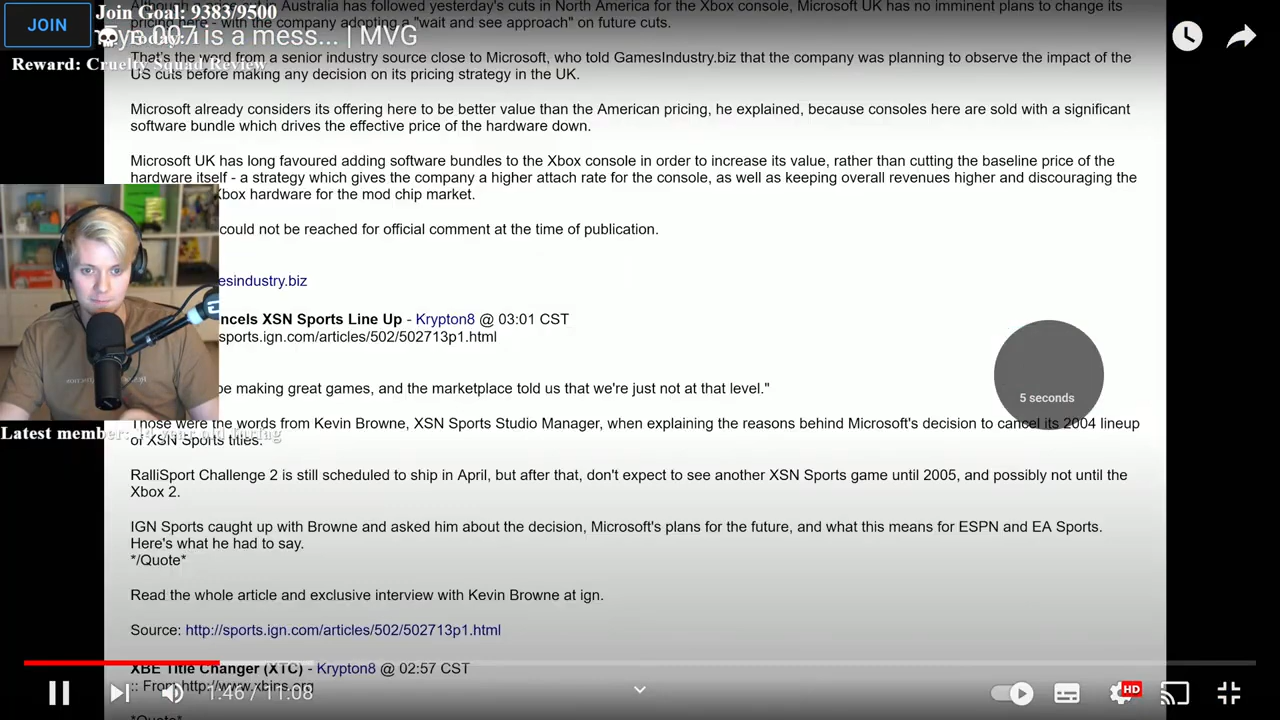 Join Goal: 9383/9500
JOIN
Today:
ye 007 is a mess... | MVG
Reward: Cruelty Squad Review
Australia has followed yesterday's cuts in North America for the Xbox console, Microsoft UK has no imminent plans to change its
pricing here - with the company adopting a "wait and see approach" on future cuts.
That's the word from a senior industry source close to Microsoft, who told GamesIndustry.biz that the company was planning to observe the impact of the
US cuts before making any decision on its pricing strategy in the UK.
Microsoft already considers its offering here to be better value than the American pricing, he explained, because consoles here are sold with a significant
software bundle which drives the effective price of the hardware down.
Microsoft UK has long favoured adding software bundles to the Xbox console in order to increase its value, rather than cutting the baseline price of the
hardware itself - a strategy which gives the company a higher attach rate for the console, as well as keeping overall revenues higher and discouraging the
Xbox hardware for the mod chip market.
could not be reached for official comment at the time of publication.
esindustry.biz
ncels XSN Sports Line Up - Krypton8 @ 03:01 CST
sports.ign.com/articles/502/502713p1.html
be making great games, and the marketplace told us that we're just not at that level."
5 seconds
Those were the words from Kevin Browne, XSN Sports Studio Manager, when explaining the reasons behind Microsoft's decision to cancel its 2004 lineup
of XSN Sports titles.
Latest member:
RalliSport Challenge 2 is still scheduled to ship in April, but after that, don't expect to see another XSN Sports game until 2005, and possibly not until the
Xbox 2.
IGN Sports caught up with Browne and asked him about the decision, Microsoft's plans for the future, and what this means for ESPN and EA Sports.
Here's what he had to say.
*/Quote*
Read the whole article and exclusive interview with Kevin Browne at ign.
Source: http://sports.ign.com/articles/502/502713p1.html
XBE Title Changer (XTC) - Krypton8 @ 02:57 CST
:: From http://www.xbins.org
1:46 / 11:08
HD
*Quote*